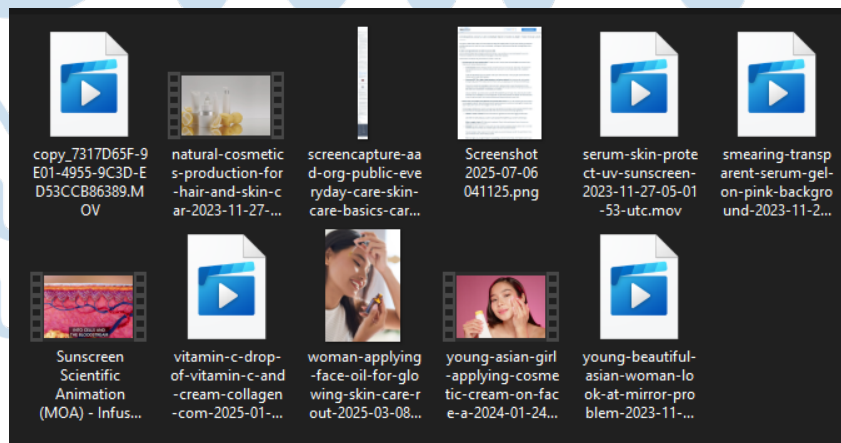 copy_7317D65F-9
E01-4955-9C3D-E
D53CCB86389.M
OV
natural-cosmetic
s-production-for
-hair-and-skin-c
ar-2023-11-27-...
screencapture-aa
d-org-public-eve
ryday-care-skin-
care-basics-car...
Screenshot
2025-07-06
041125.png
serum-skin-prote
ct-uv-sunscreen-
2023-11-27-05-01
-53-utc.mov
smearing-transp
arent-serum-gel-
on-pink-backgro
und-2023-11-2...
INTO CELLS AND
THE BLOODSTREAM
Sunscreen
Scientific
Animation
(MOA) - Infus...
vitamin-c-drop-
of-vitamin-c-and
-cream-collagen
-com-2025-01-...
woman-applying
-face-oil-for-glo
wing-skin-care-r
out-2025-03-08...
young-asian-girl
-applying-cosme
tic-cream-on-fac
e-a-2024-01-24...
young-beautiful-
asian-woman-lo
ok-at-mirror-pro
blem-2023-11-...